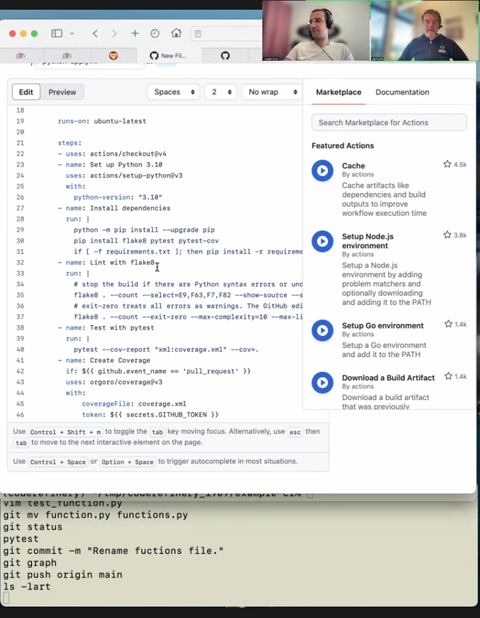 New Fil...
Edit
Preview
Spaces
2
No wrap
18
19 runs-on: ubuntu-latest
20
21 steps:
22 - uses: actions/checkout@v4
23 - name: Set up Python 3.10
24 uses: actions/setup-python@v3
25 with:
26 python-version: "3.10"
27 - name: Install dependencies
28 run: |
29 python -m pip install --upgrade pip
30 pip install flake8 pytest pytest-cov
31 if [ -f requirements.txt ]; then pip install -r requireme
32 - name: Lint with flake8
33 run: |
34 # stop the build if there are Python syntax errors or und
35 flake8 . --count --select=E9,F63,F7,F82 --show-source --s
36 # exit-zero treats all errors as warnings. The GitHub edi
37 flake8 . --count --exit-zero --max-complexity=10 --max-li
38 - name: Test with pytest
39 run: |
40 pytest --cov-report "xml:coverage.xml" --cov=.
41 - name: Create Coverage
42 if: ${{ github.event_name == 'pull_request' }}
43 uses: orgoro/coverage@v3
44 with:
45 coverageFile: coverage.xml
46 token: ${{ secrets.GITHUB_TOKEN }}
Use Control + Shift + m to toggle the tab key moving focus. Alternatively, use esc then
tab to move to the next interactive element on the page.
Use Control + Space or Option + Space to trigger autocomplete in most situations.
Marketplace
Documentation
Search Marketplace for Actions
Featured Actions
Cache
4.5k
By actions
Cache artifacts like
dependencies and build
outputs to improve
workflow execution time
Setup Node.js
environment
3.8k
By actions
Setup a Node.js
environment by adding
problem matchers and
optionally downloading
and adding it to the PATH
Setup Go environment
1.4k
By actions
Setup a Go environment
and add it to the PATH
Download a Build Artifact
1.4k
By actions
Download a build artifact
that was previously
vim test_function.py
git mv function.py functions.py
git status
pytest
git commit -m "Rename fuctions file."
git graph
git push origin main
ls -lart